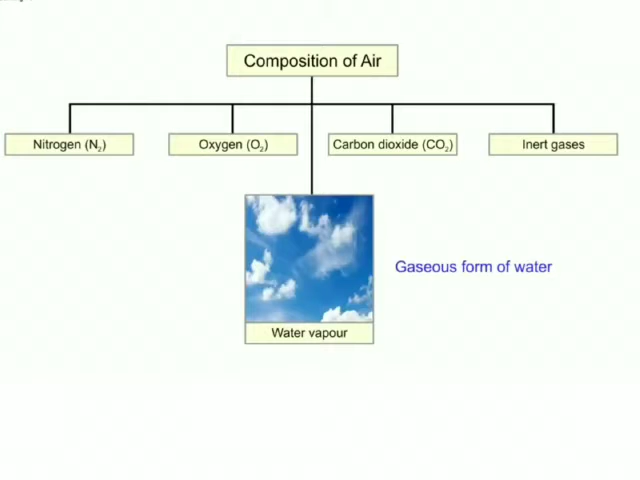 Composition of Air
Nitrogen (N₂)
Oxygen (O₂)
Carbon dioxide (CO₂)
Inert gases
Gaseous form of water
Water vapour